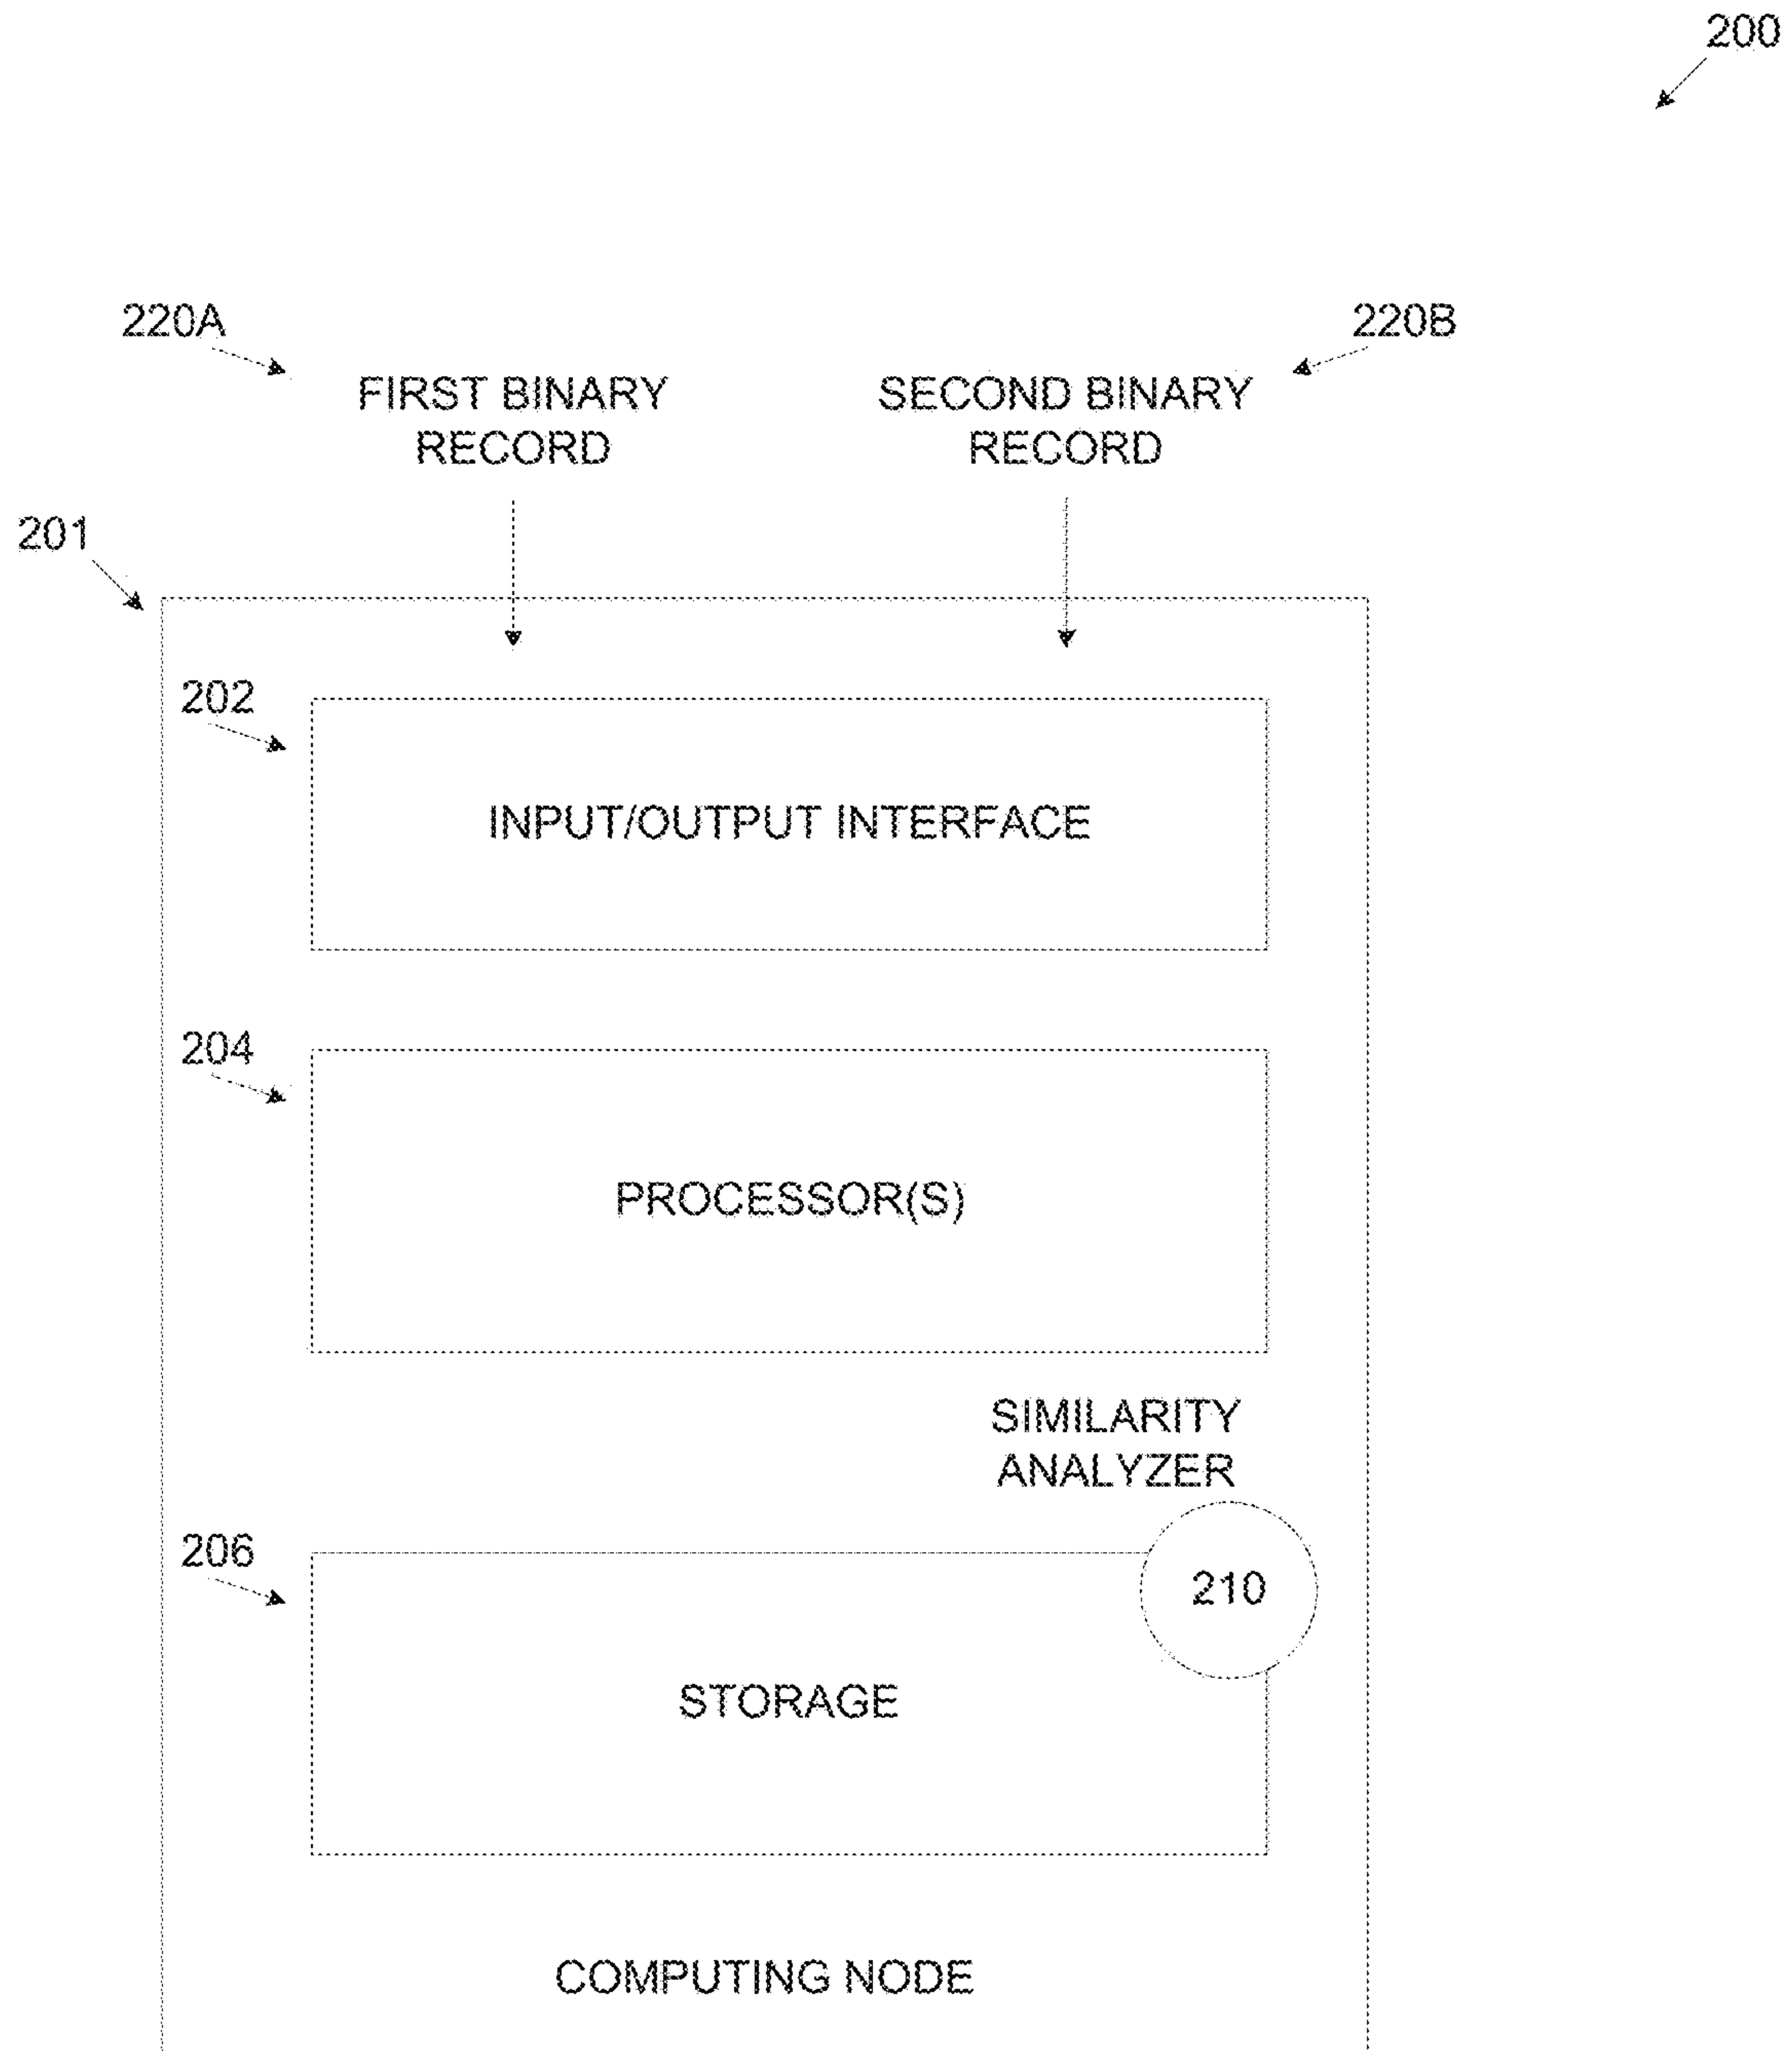 200
220A
220B
FIRST BINARY
RECORD
SECOND BINARY
RECORD
201
202
INPUT/OUTPUT INTERFACE
204
PROCESSOR(S)
SIMILARITY
ANALYZER
206
210
STORAGE
COMPUTING NODE